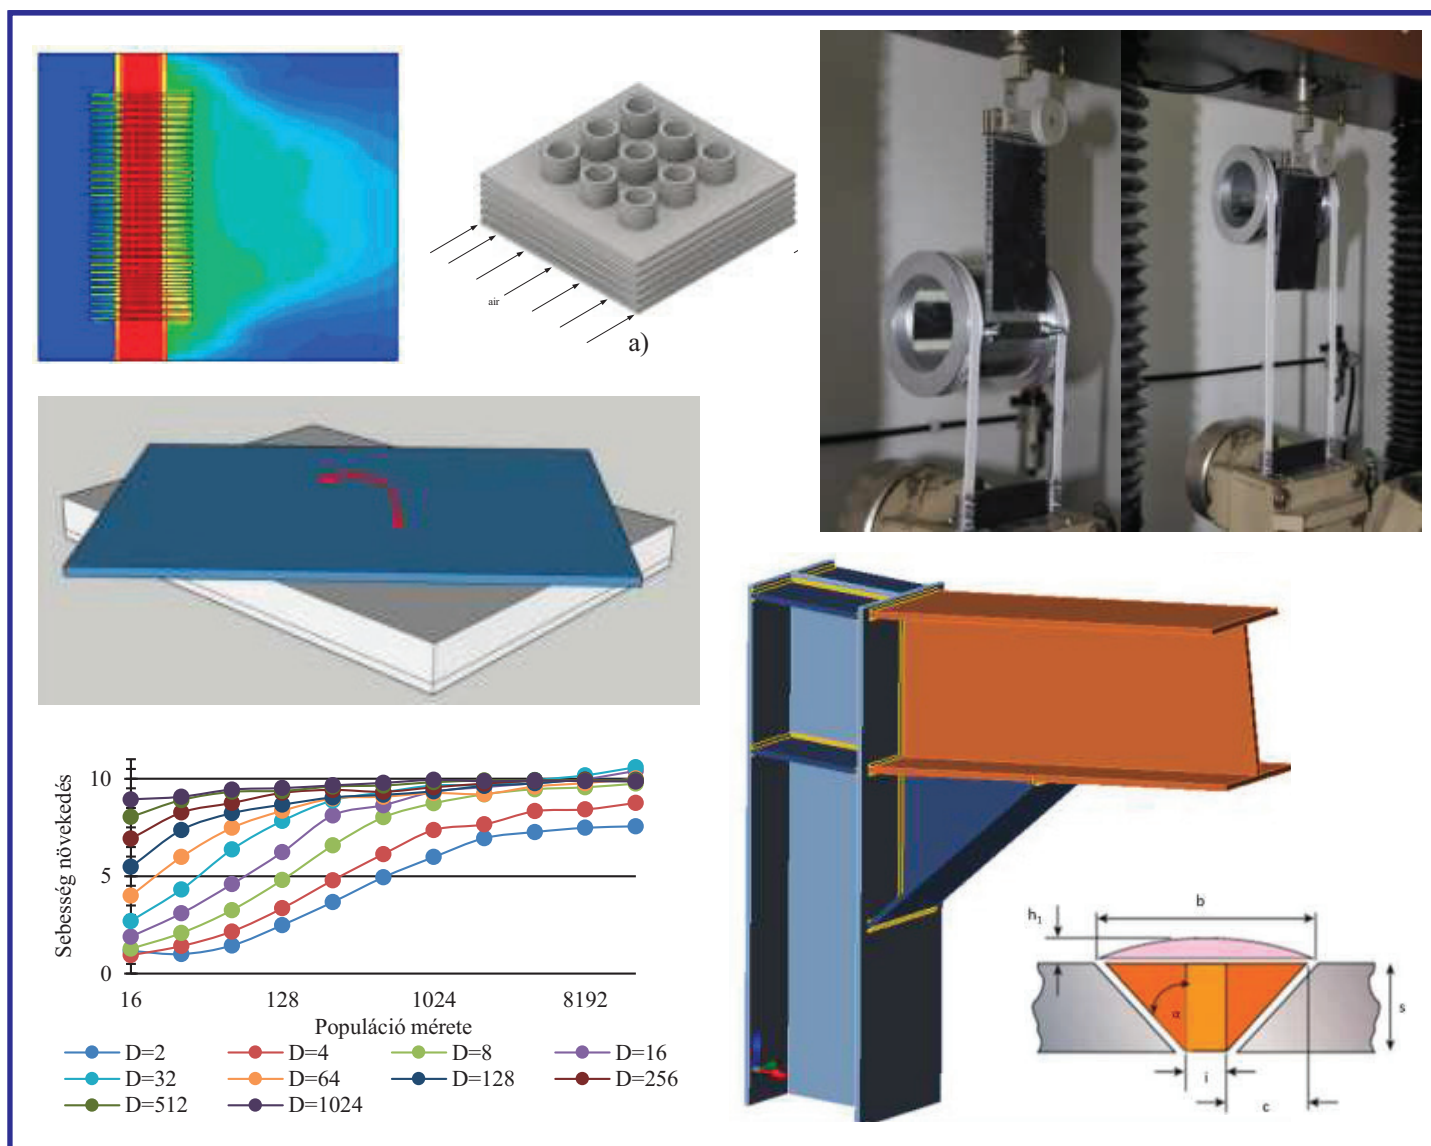 air
a)
Sebesség növekedés
10
5
0
16
128
1024
8192
Populáció mérete
D=2
D=4
D=8
D=16
D=32
D=64
D=128
D=256
D=512
D=1024
h1
b
s
α
i
c